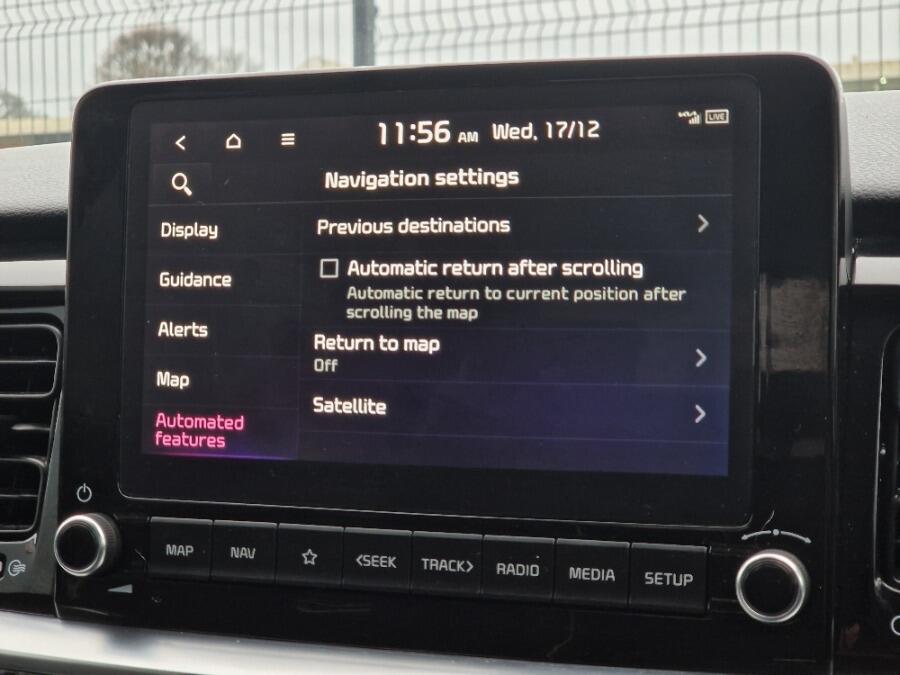 11:56 AM Wed, 17/12
LIVE
Navigation settings
Display
Guidance
Alerts
Map
Automated
features
Previous destinations
Automatic return after scrolling
Automatic return to current position after
scrolling the map
Return to map
Off
Satellite
MAP
NAV
<SEEK
TRACK>
RADIO
MEDIA
SETUP